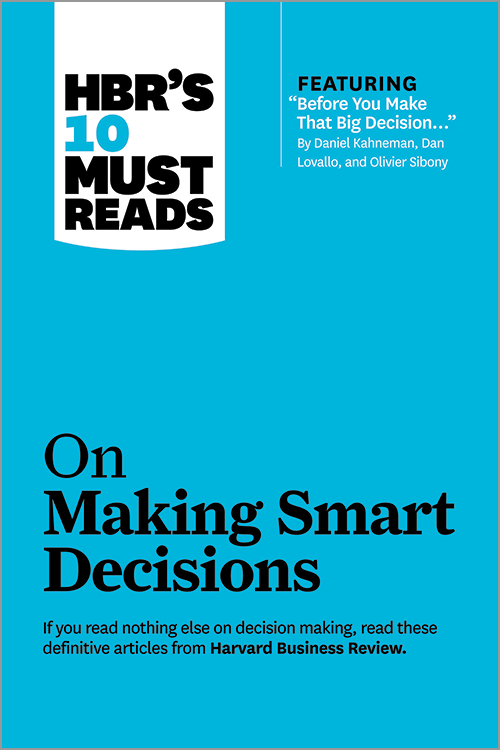 HBR'S
10
MUST
READS
FEATURING
“Before You Make
That Big Decision...”
By Daniel Kahneman, Dan
Lovallo, and Olivier Sibony
On
Making Smart
Decisions
If you read nothing else on decision making, read these
definitive articles from Harvard Business Review.